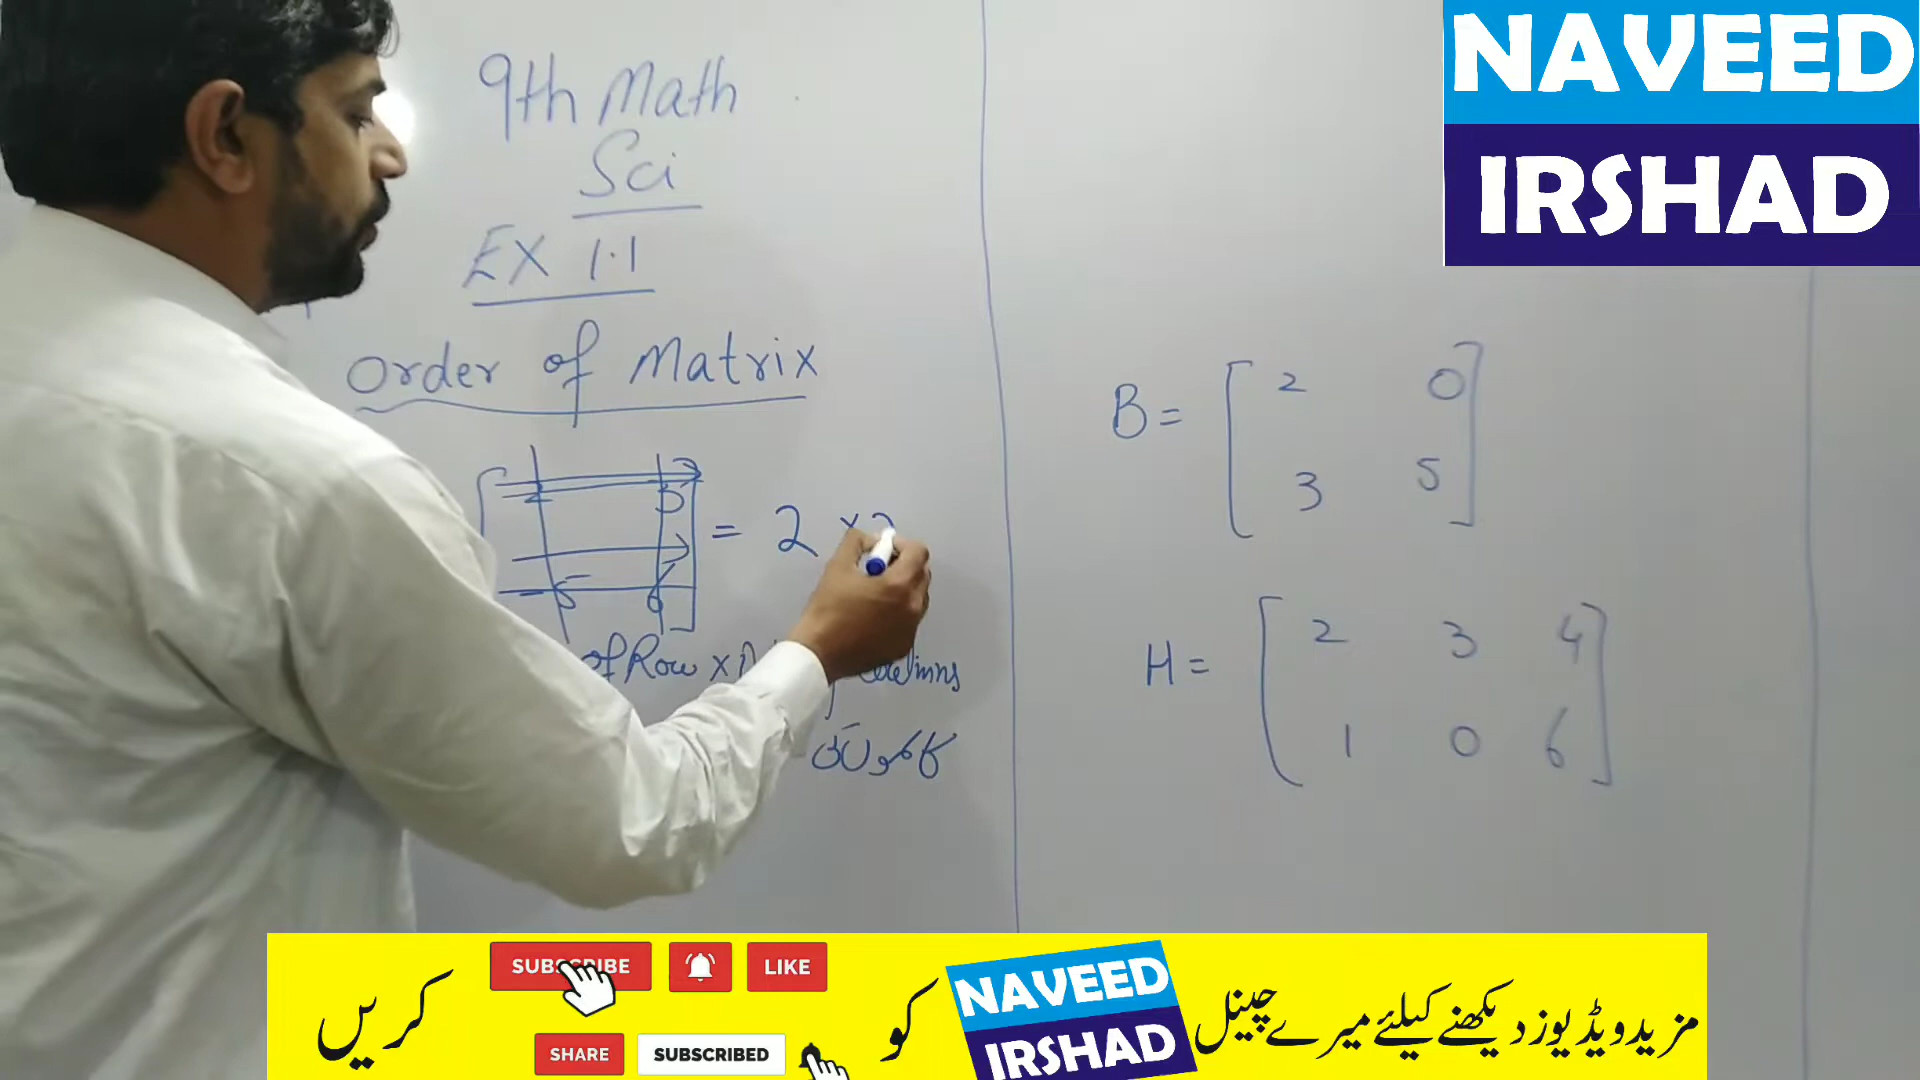 9th Math
Sci
EX 1.1
Order of Matrix
2 5
5 6
= 2 ×2
of Row ×
B = [ 2 0
3 5 ]
H = [ 2 3 4
1 0 6 ]
NAVEED
IRSHAD
مزید ویڈیوز دیکھنے کیلئے میرے چینل
NAVEED
IRSHAD
کو
SUBSCRIBE
LIKE
SHARE
SUBSCRIBED
کریں